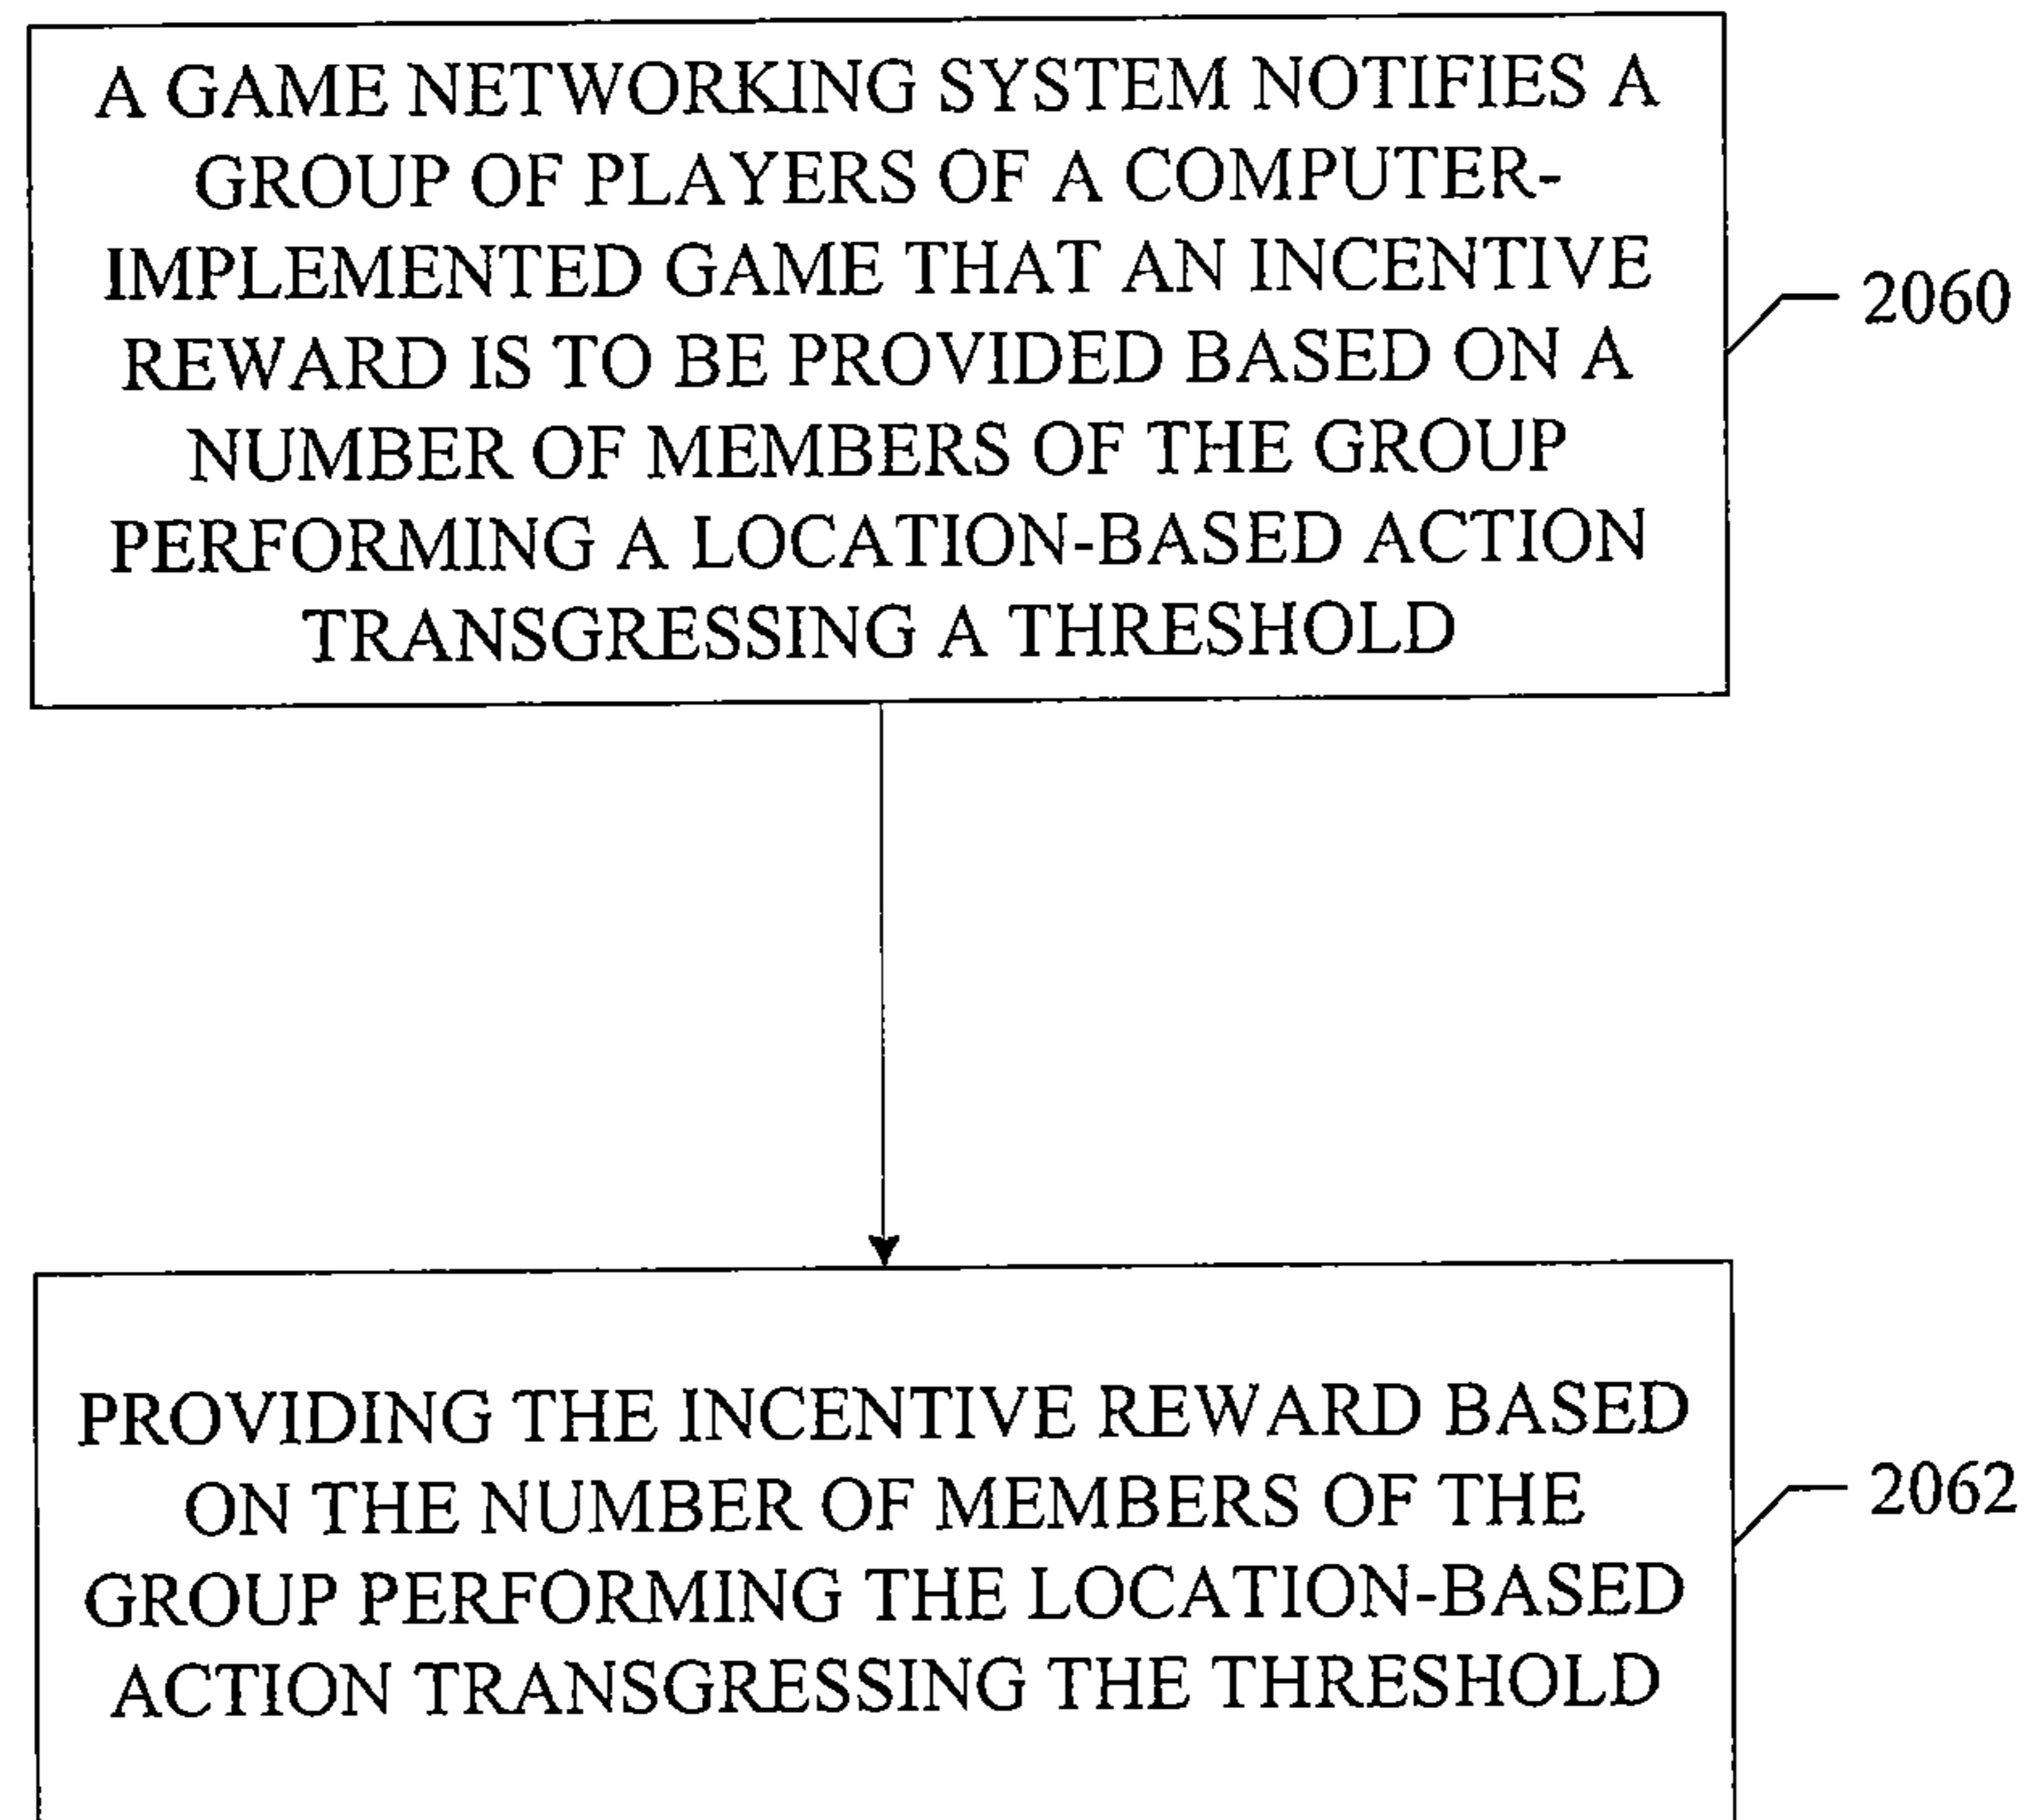 A GAME NETWORKING SYSTEM NOTIFIES A
GROUP OF PLAYERS OF A COMPUTER-
IMPLEMENTED GAME THAT AN INCENTIVE
REWARD IS TO BE PROVIDED BASED ON A
NUMBER OF MEMBERS OF THE GROUP
PERFORMING A LOCATION-BASED ACTION
TRANSGRESSING A THRESHOLD
2060
PROVIDING THE INCENTIVE REWARD BASED
ON THE NUMBER OF MEMBERS OF THE
GROUP PERFORMING THE LOCATION-BASED
ACTION TRANSGRESSING THE THRESHOLD
2062